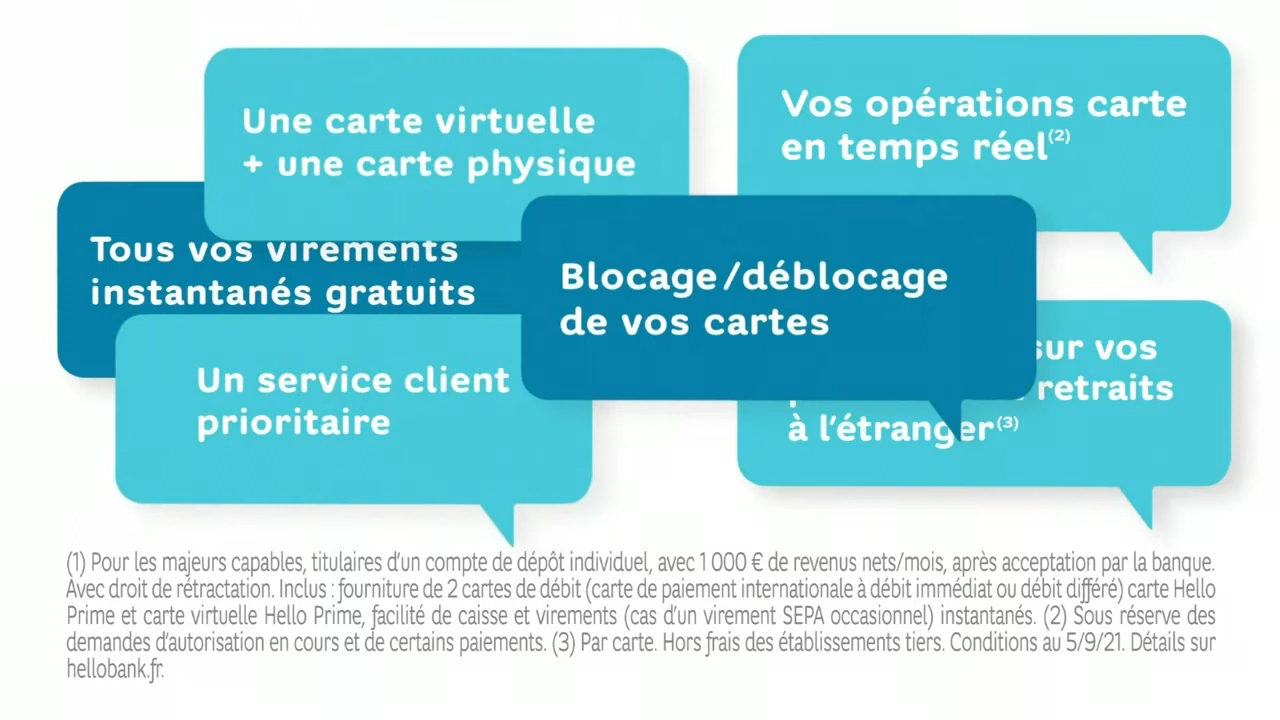 Une carte virtuelle
+ une carte physique
Vos opérations carte
en temps réel(2)
Tous vos virements
instantanés gratuits
Blocage/déblocage
de vos cartes
Un service client
prioritaire
sur vos
retraits
à l'étranger(3)
(1) Pour les majeurs capables, titulaires d'un compte de dépôt individuel, avec 1 000 € de revenus nets/mois, après acceptation par la banque.
Avec droit de rétractation. Inclus : fourniture de 2 cartes de débit (carte de paiement internationale à débit immédiat ou débit différé) carte Hello
Prime et carte virtuelle Hello Prime, facilité de caisse et virements (cas d'un virement SEPA occasionnel) instantanés. (2) Sous réserve des
demandes d'autorisation en cours et de certains paiements. (3) Par carte. Hors frais des établissements tiers. Conditions au 5/9/21. Détails sur
hellobank.fr.